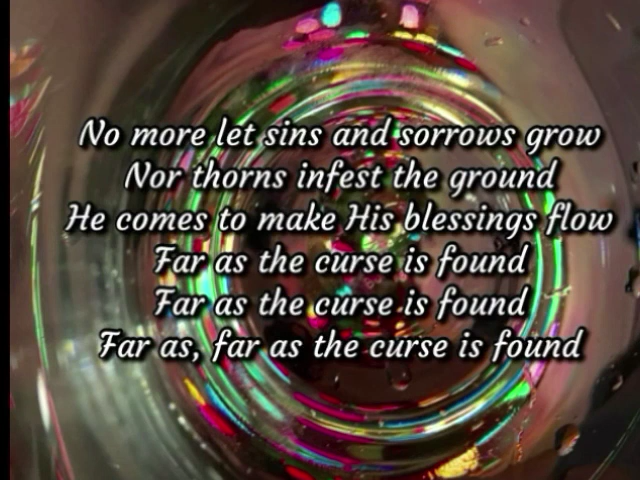 No more let sins and sorrows grow
Nor thorns infest the ground
He comes to make His blessings flow
Far as the curse is found
Far as the curse is found
Far as, far as the curse is found